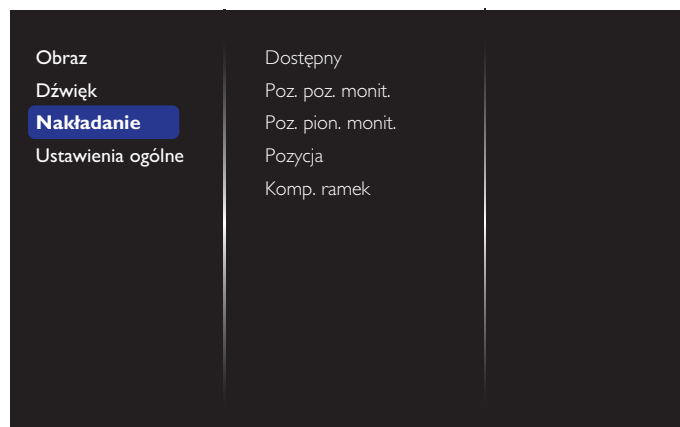 Obraz
Dźwięk
Nakładanie
Ustawienia ogólne
Dostępny
Poz. poz. monit.
Poz. pion. monit.
Pozycja
Komp. ramek